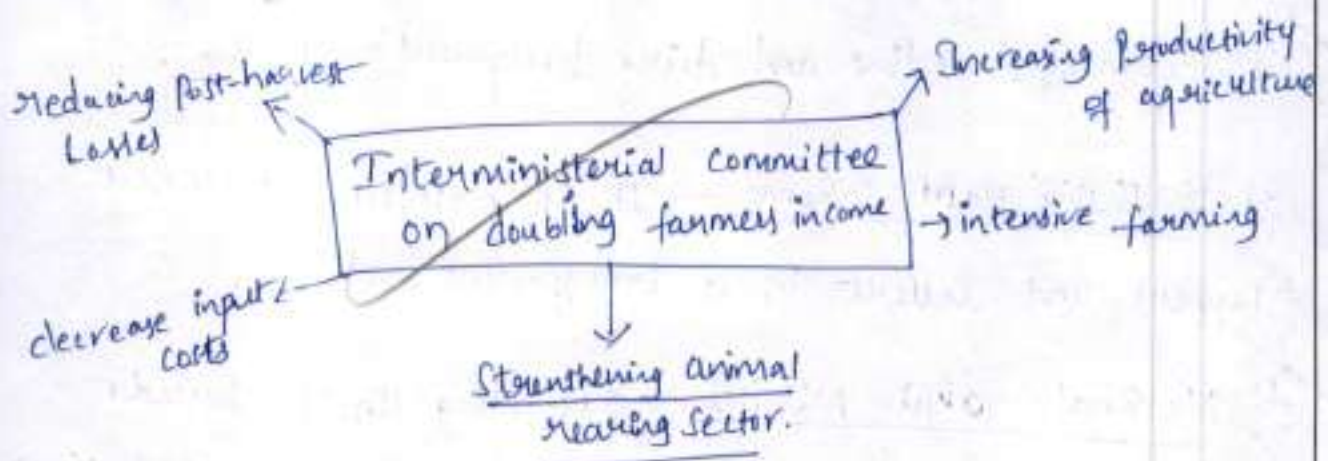 reducing Post-harvest
Losses
Increasing Productivity
of agriculture
Interministerial Committee
on doubling farmers income
→ intensive farming
decrease input
costs
Strenthening animal
rearing Sector.